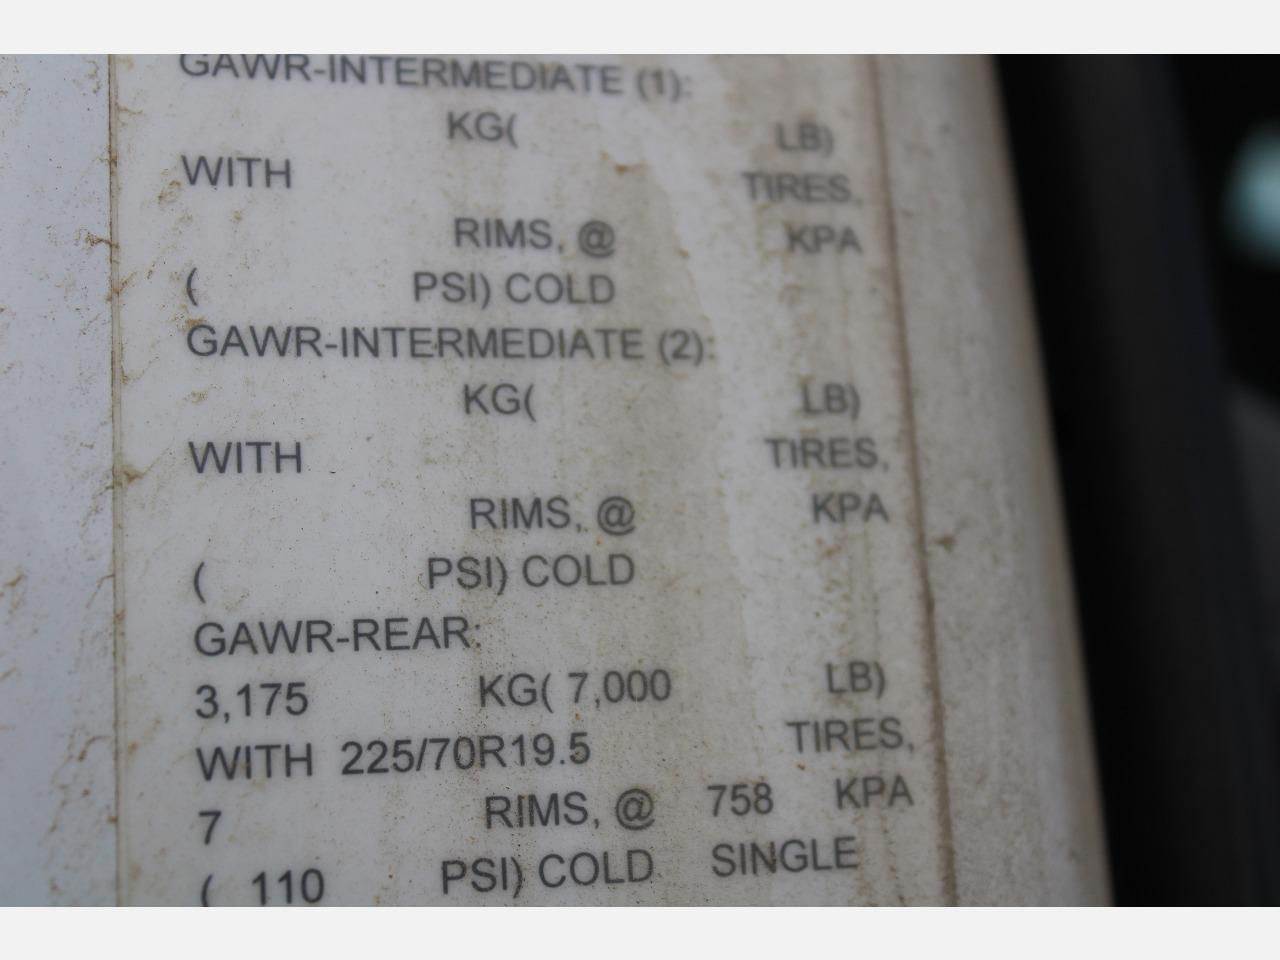 GAWR-INTERMEDIATE (1):
KG( LB)
WITH TIRES,
RIMS, @ KPA
( PSI) COLD
GAWR-INTERMEDIATE (2):
KG( LB)
WITH TIRES,
RIMS, @ KPA
( PSI) COLD
GAWR-REAR:
3,175 KG( 7,000 LB)
WITH 225/70R19.5 TIRES,
7 RIMS, @ 758 KPA
( 110 PSI) COLD SINGLE